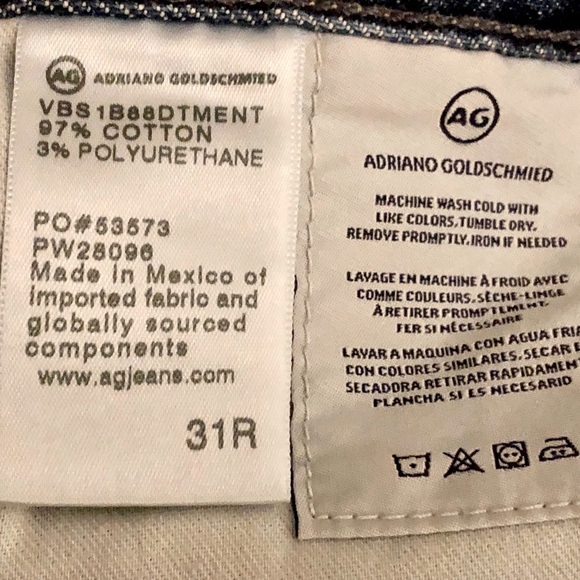 AG ADRIANO GOLDSCHMIED
VBS1B88DTMENT
97% COTTON
3% POLYURETHANE
PO#53573
PW28096
Made in Mexico of
imported fabric and
globally sourced
components
www.agjeans.com
31R
AG
ADRIANO GOLDSCHMIED
MACHINE WASH COLD WITH
LIKE COLORS.TUMBLE DRY.
REMOVE PROMPTLY.IRON IF NEEDED
LAVAGE EN MACHINE À FROID AVEC
COMME COULEURS.SÈCHE-LINGE
À RETIRER PROMPTEMENT.
FER SI NÉCESSAIRE
LAVAR A MAQUINA CON AGUA FRIA
CON COLORES SIMILARES.SECAR E
SECADORA RETIRAR RAPIDAMEN
PLANCHA SI ES NECESARIO